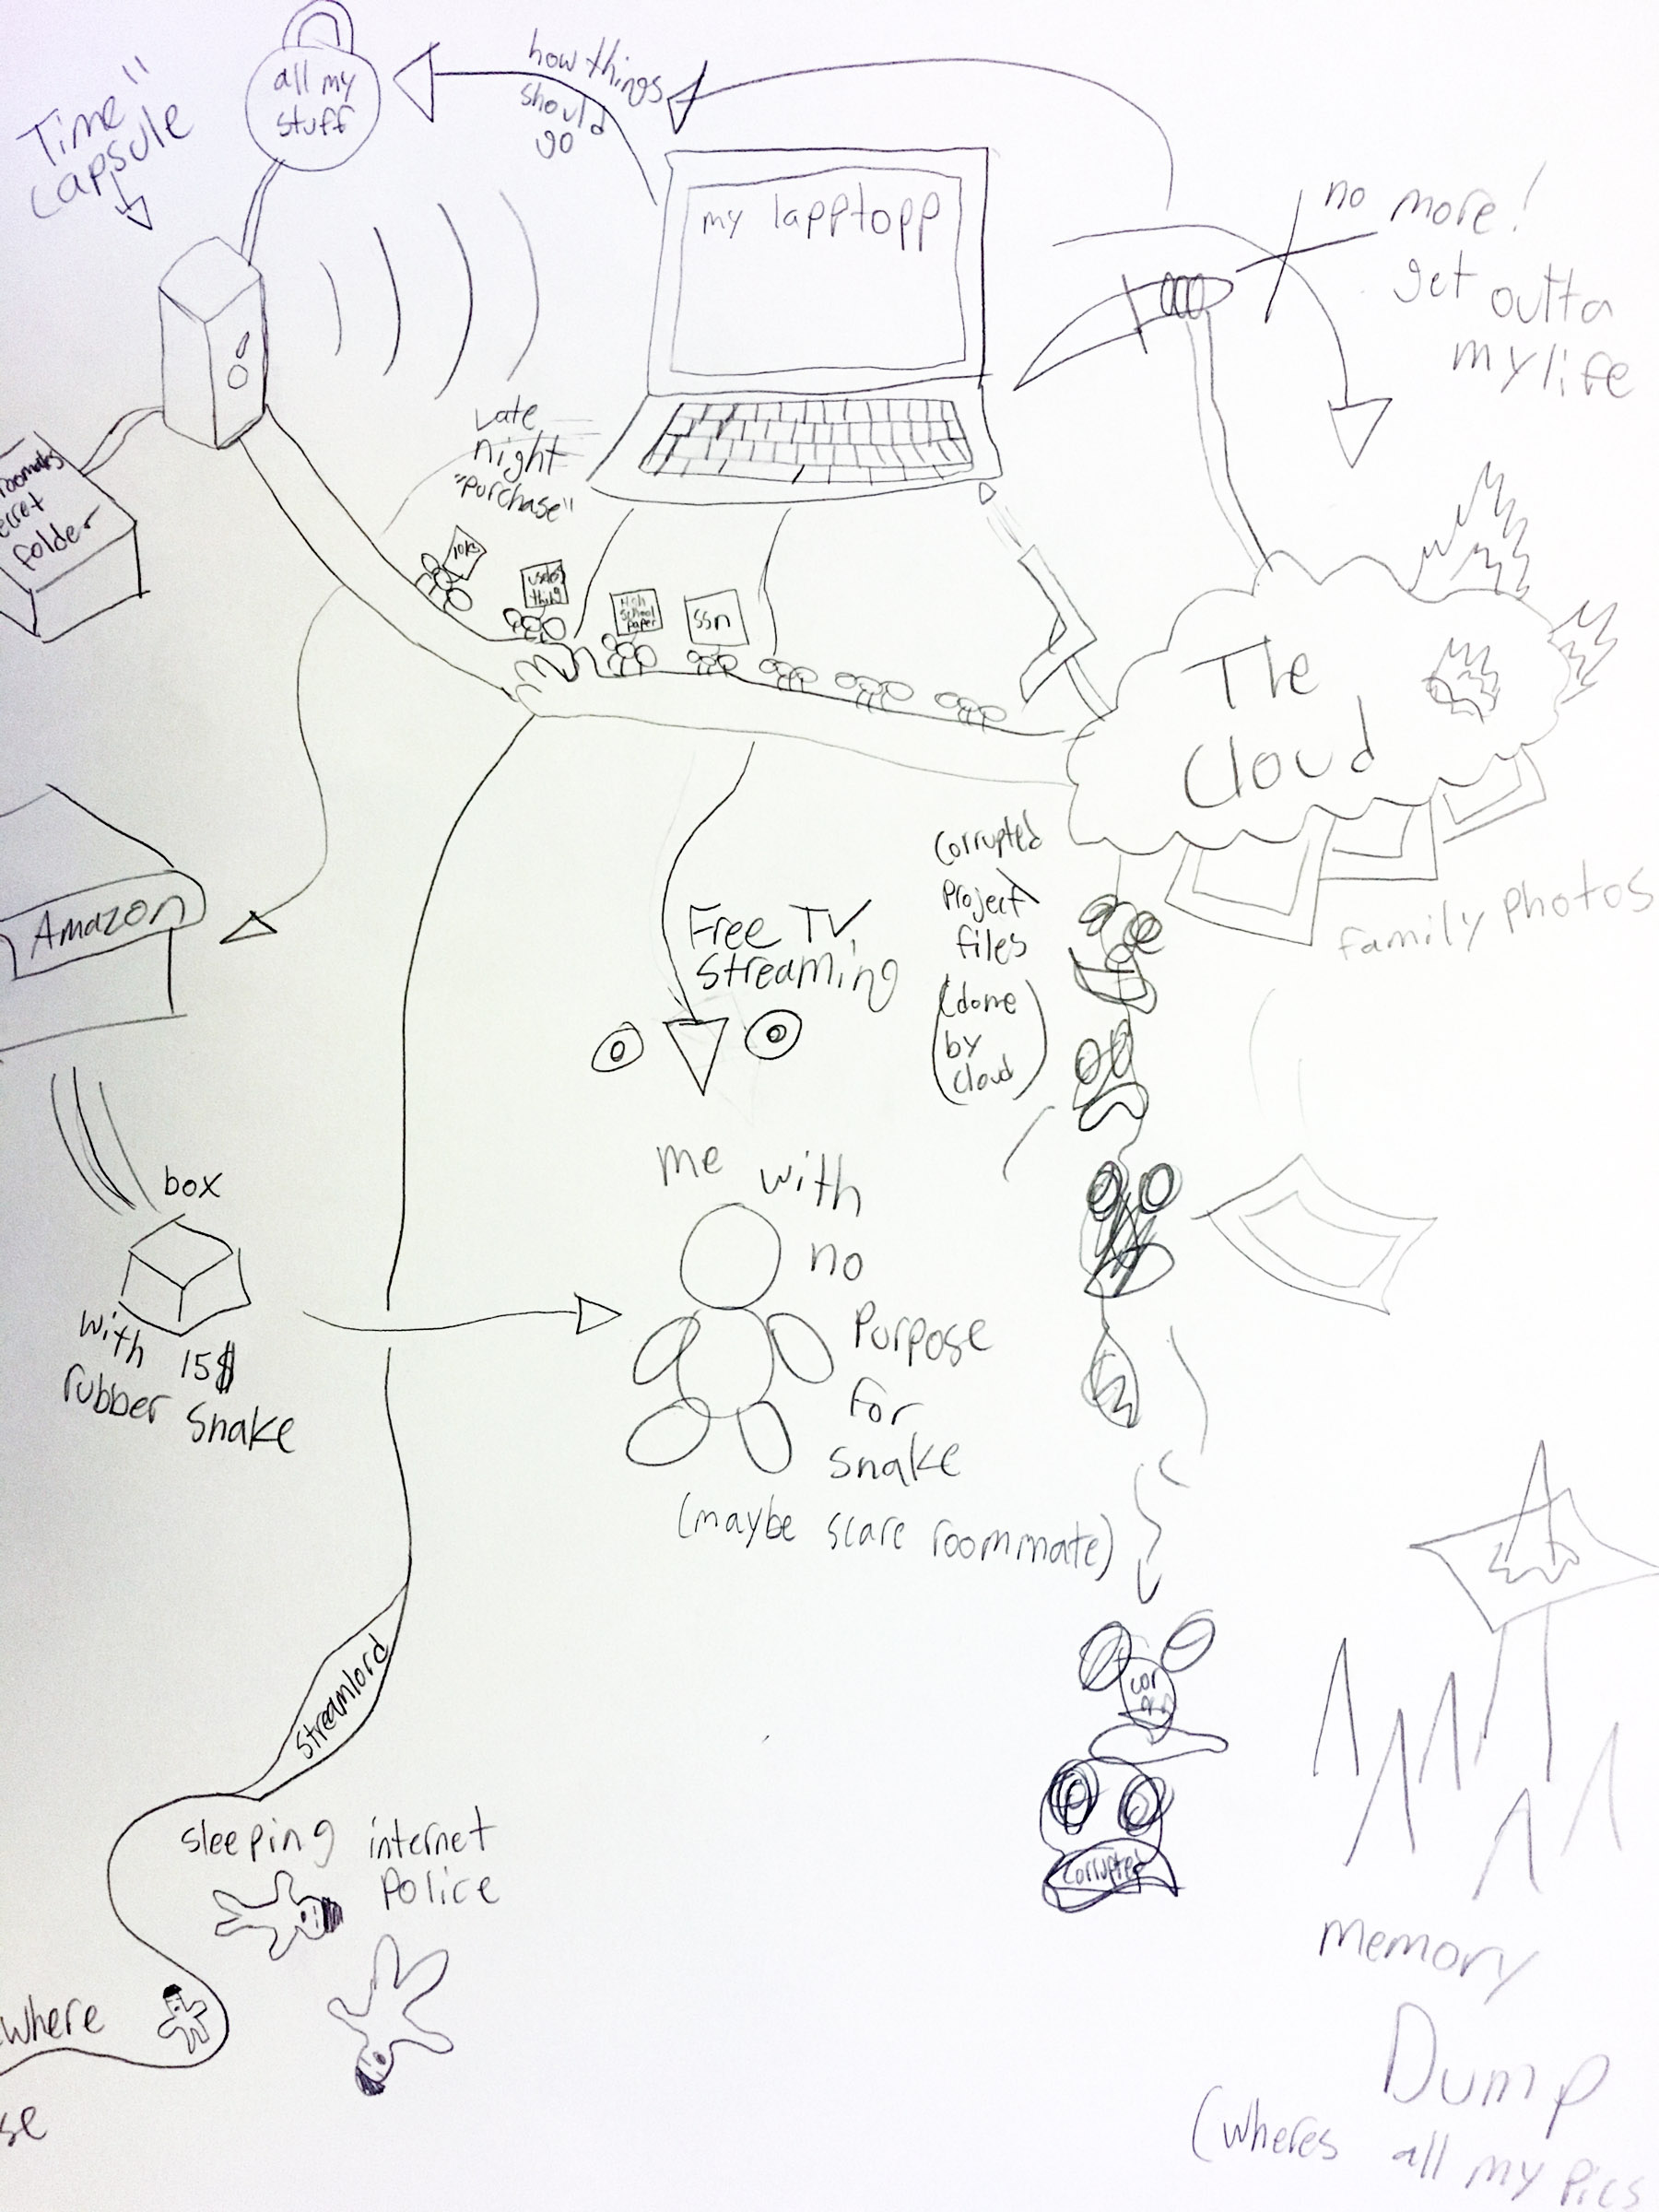 Time"
Capsule
all my
stuff
how things
should
go
my lapptopp
no more!
get outta
my life
secret
folder
Late
night
"purchase"
10k
thing
High
School
paper
ssn
The
Cloud
family photos
Corrupted
Project
files
(done
by
cloud)
Amazon
Free TV
Streaming
box
with 15$
rubber snake
me with
no
Purpose
for
snake
(maybe scare roommate)
Streamlord
sleeping internet
police
where
se
cor
Corrupted
Memory
Dump
(wheres all my pics